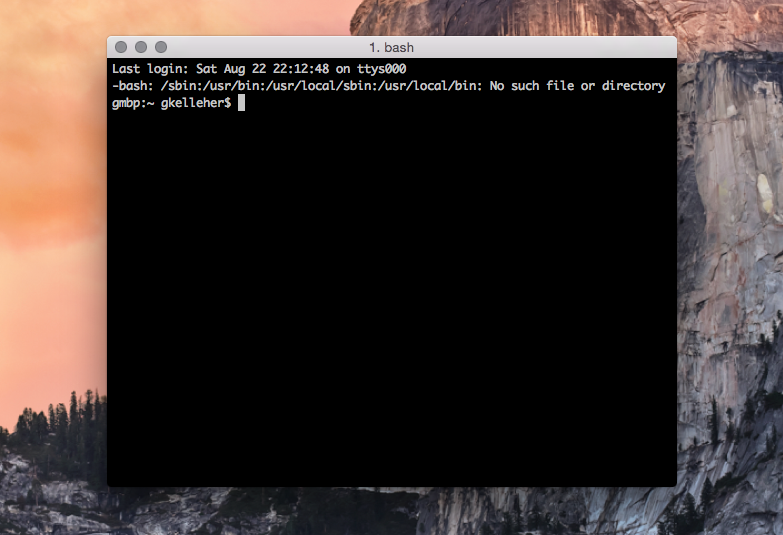 1. bash
Last login: Sat Aug 22 22:12:48 on ttys000
-bash: /sbin:/usr/bin:/usr/local/sbin:/usr/local/bin: No such file or directory
gmbp:~ gkelleher$